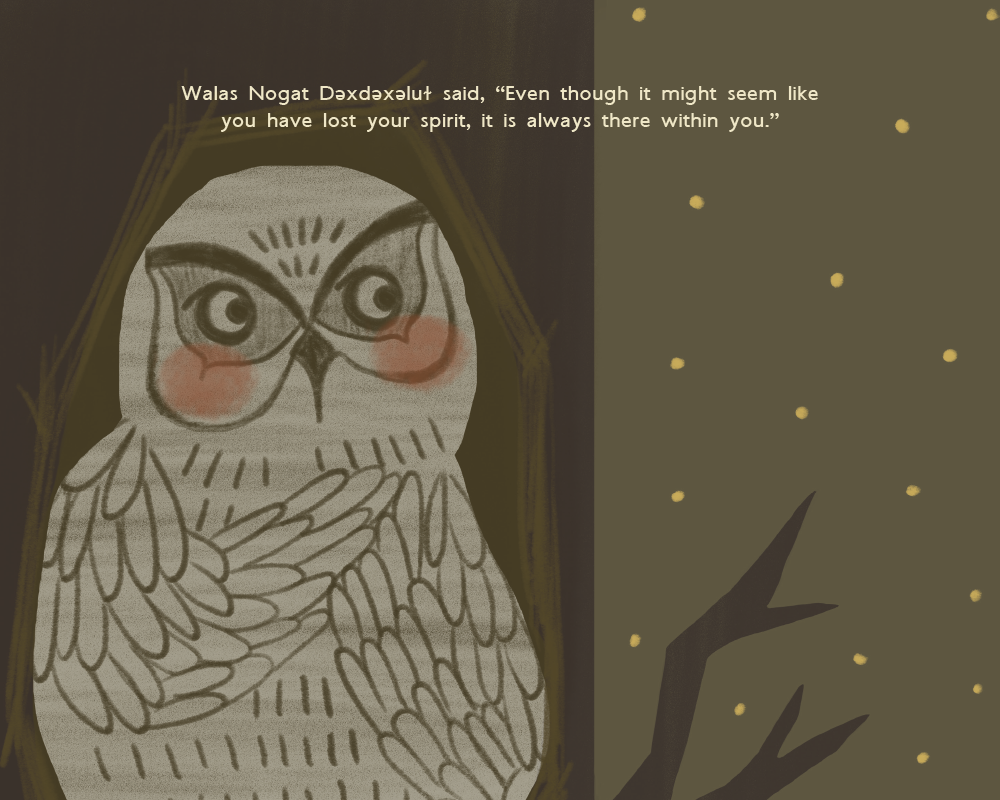 Walas Nogat Dəxdəxəluł said, “Even though it might seem like
you have lost your spirit, it is always there within you.”